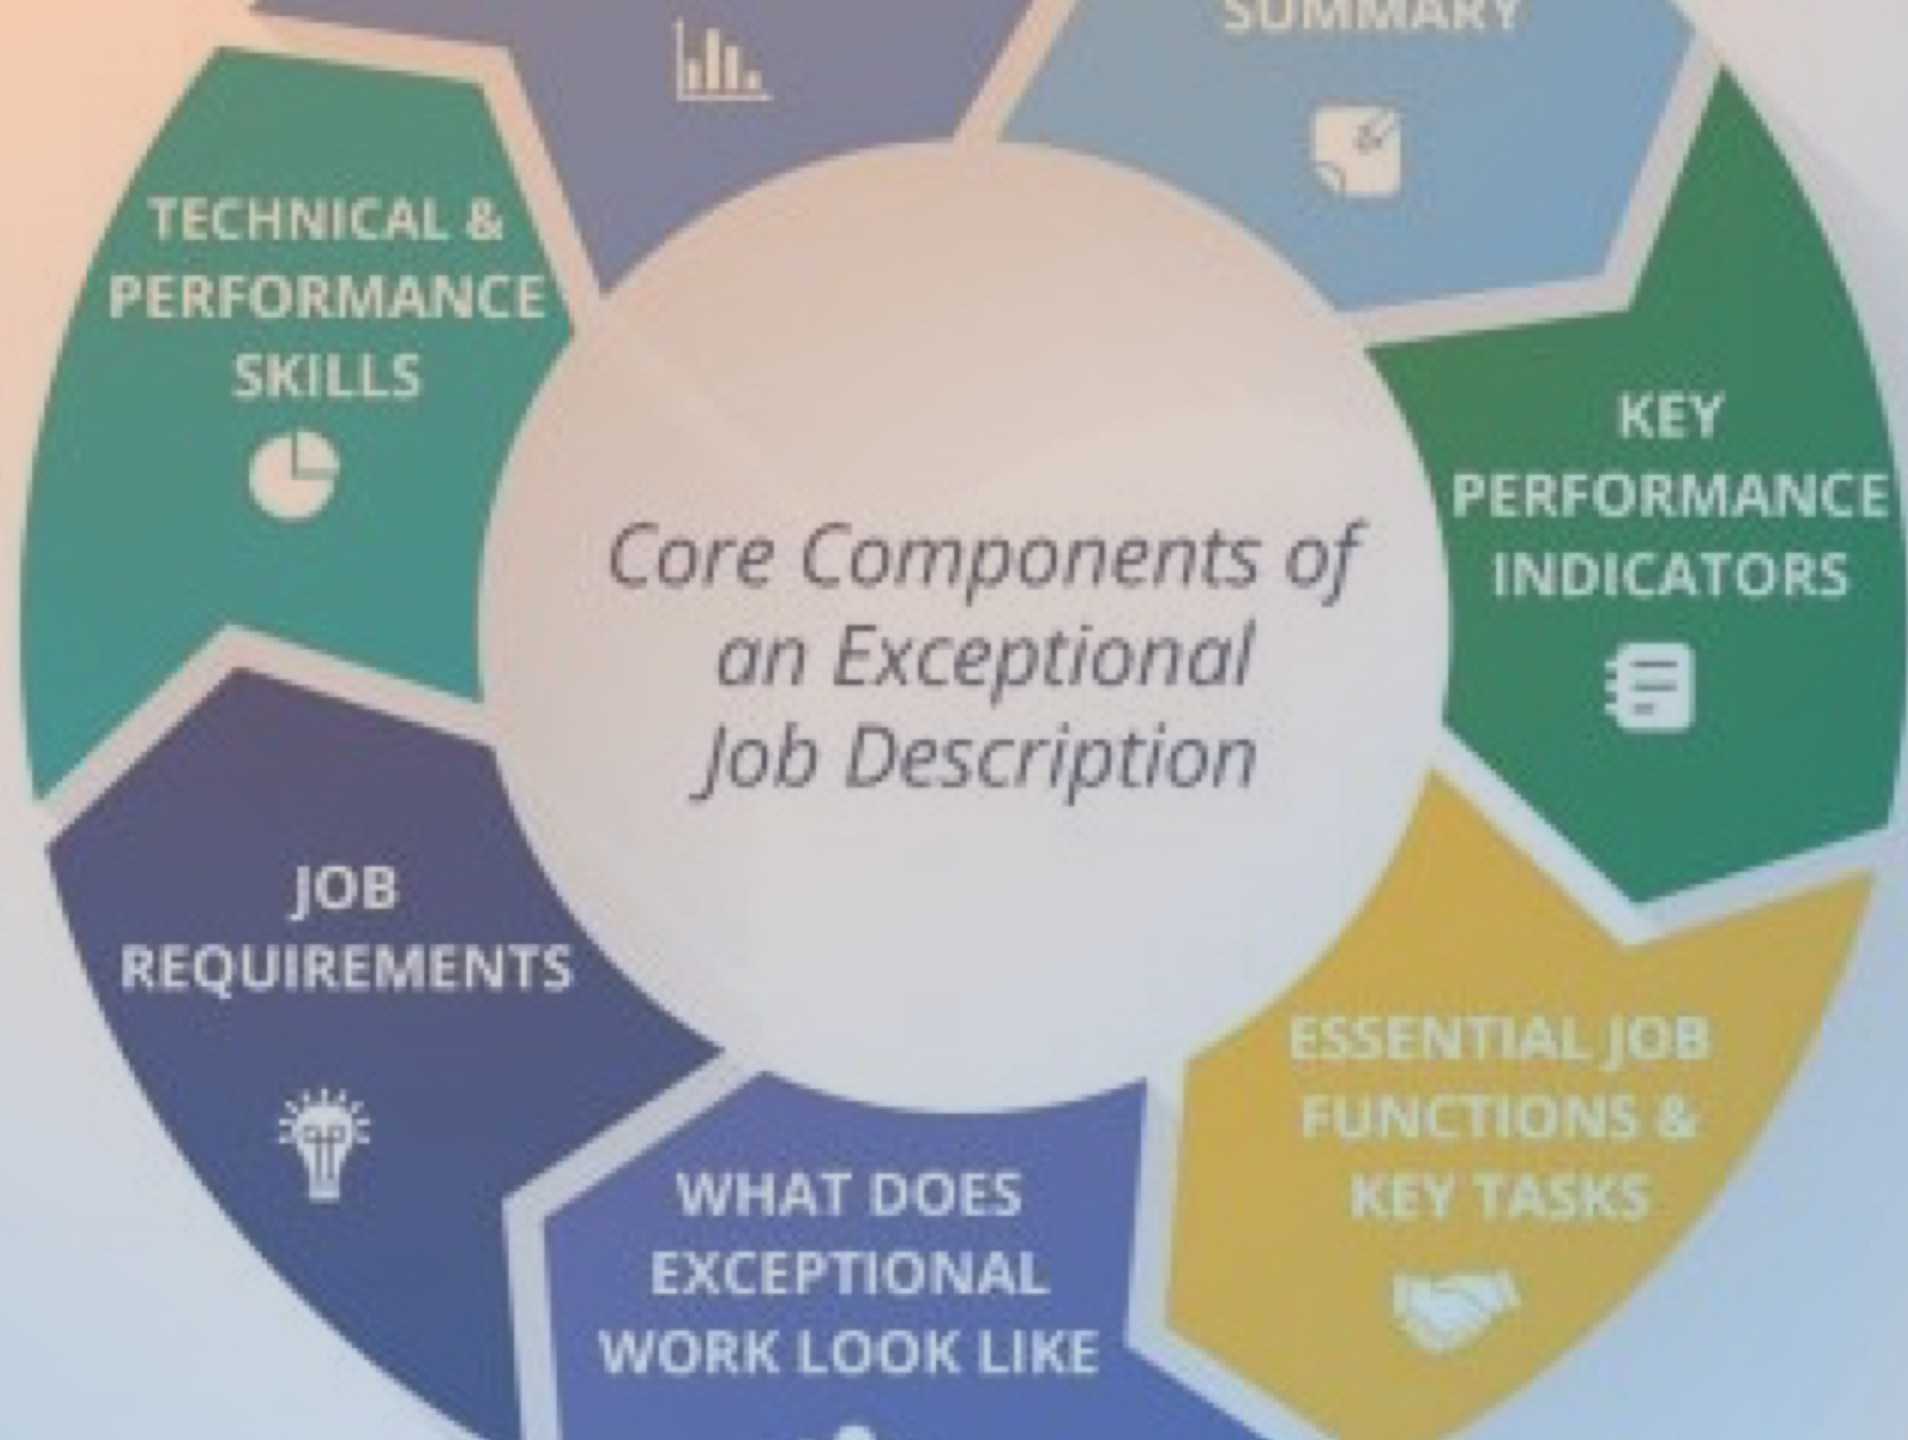 SUMMARY
TECHNICAL &
PERFORMANCE
SKILLS
KEY
PERFORMANCE
INDICATORS
Core Components of
an Exceptional
Job Description
JOB
REQUIREMENTS
ESSENTIAL JOB
FUNCTIONS &
KEY TASKS
WHAT DOES
EXCEPTIONAL
WORK LOOK LIKE